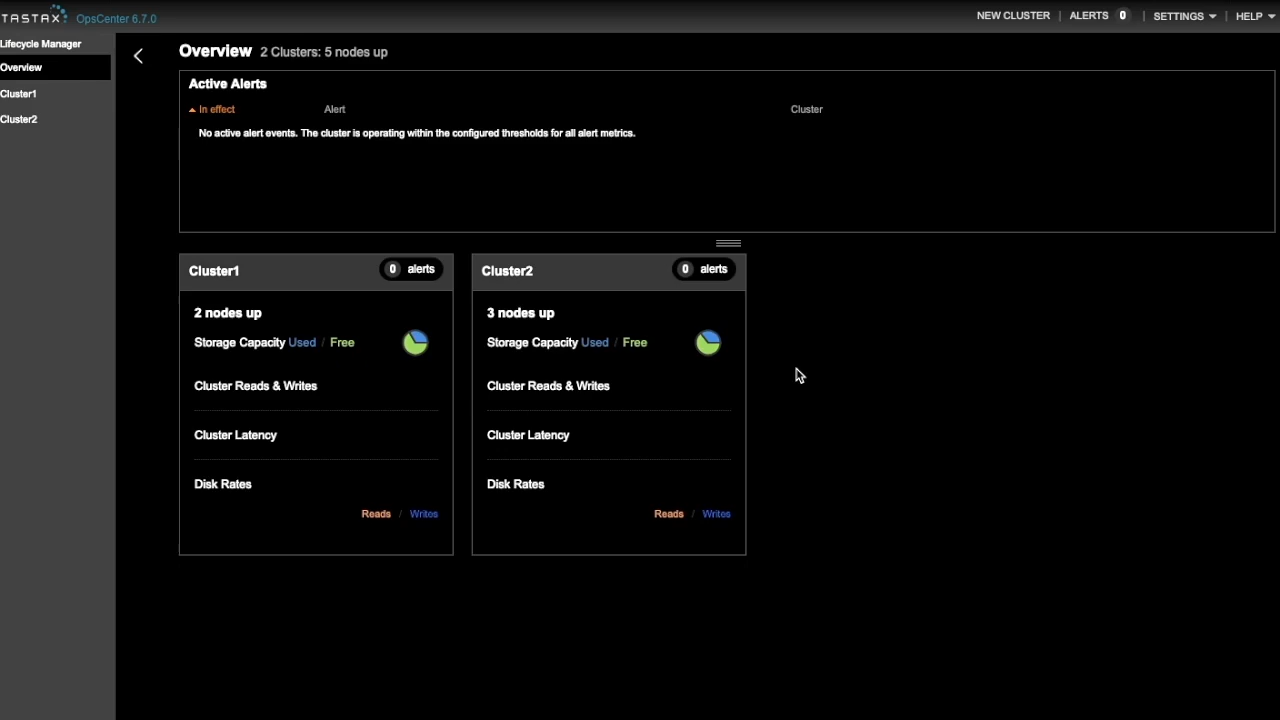 TASTAX OpsCenter 6.7.0 NEW CLUSTER | ALERTS 0 | SETTINGS | HELP
Lifecycle Manager
Overview
Cluster1
Cluster2
Overview 2 Clusters: 5 nodes up
Active Alerts
In effect Alert Cluster
No active alert events. The cluster is operating within the configured thresholds for all alert metrics.
Cluster1 0 alerts
2 nodes up
Storage Capacity Used / Free
Cluster Reads & Writes
Cluster Latency
Disk Rates
Reads / Writes
Cluster2 0 alerts
3 nodes up
Storage Capacity Used / Free
Cluster Reads & Writes
Cluster Latency
Disk Rates
Reads / Writes